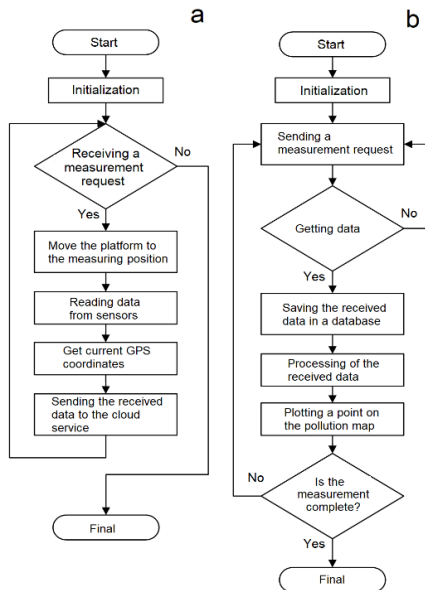 a
Start
Initialization
Receiving a
measurement
request
No
Yes
Move the platform to
the measuring position
Reading data
from sensors
Get current GPS
coordinates
Sending the received
data to the cloud
service
Final
b
Start
Initialization
Sending a
measurement request
Getting data
No
Yes
Saving the received
data in a database
Processing of the
received data
Plotting a point on
the pollution map
No
Is the
measurement
complete?
Yes
Final